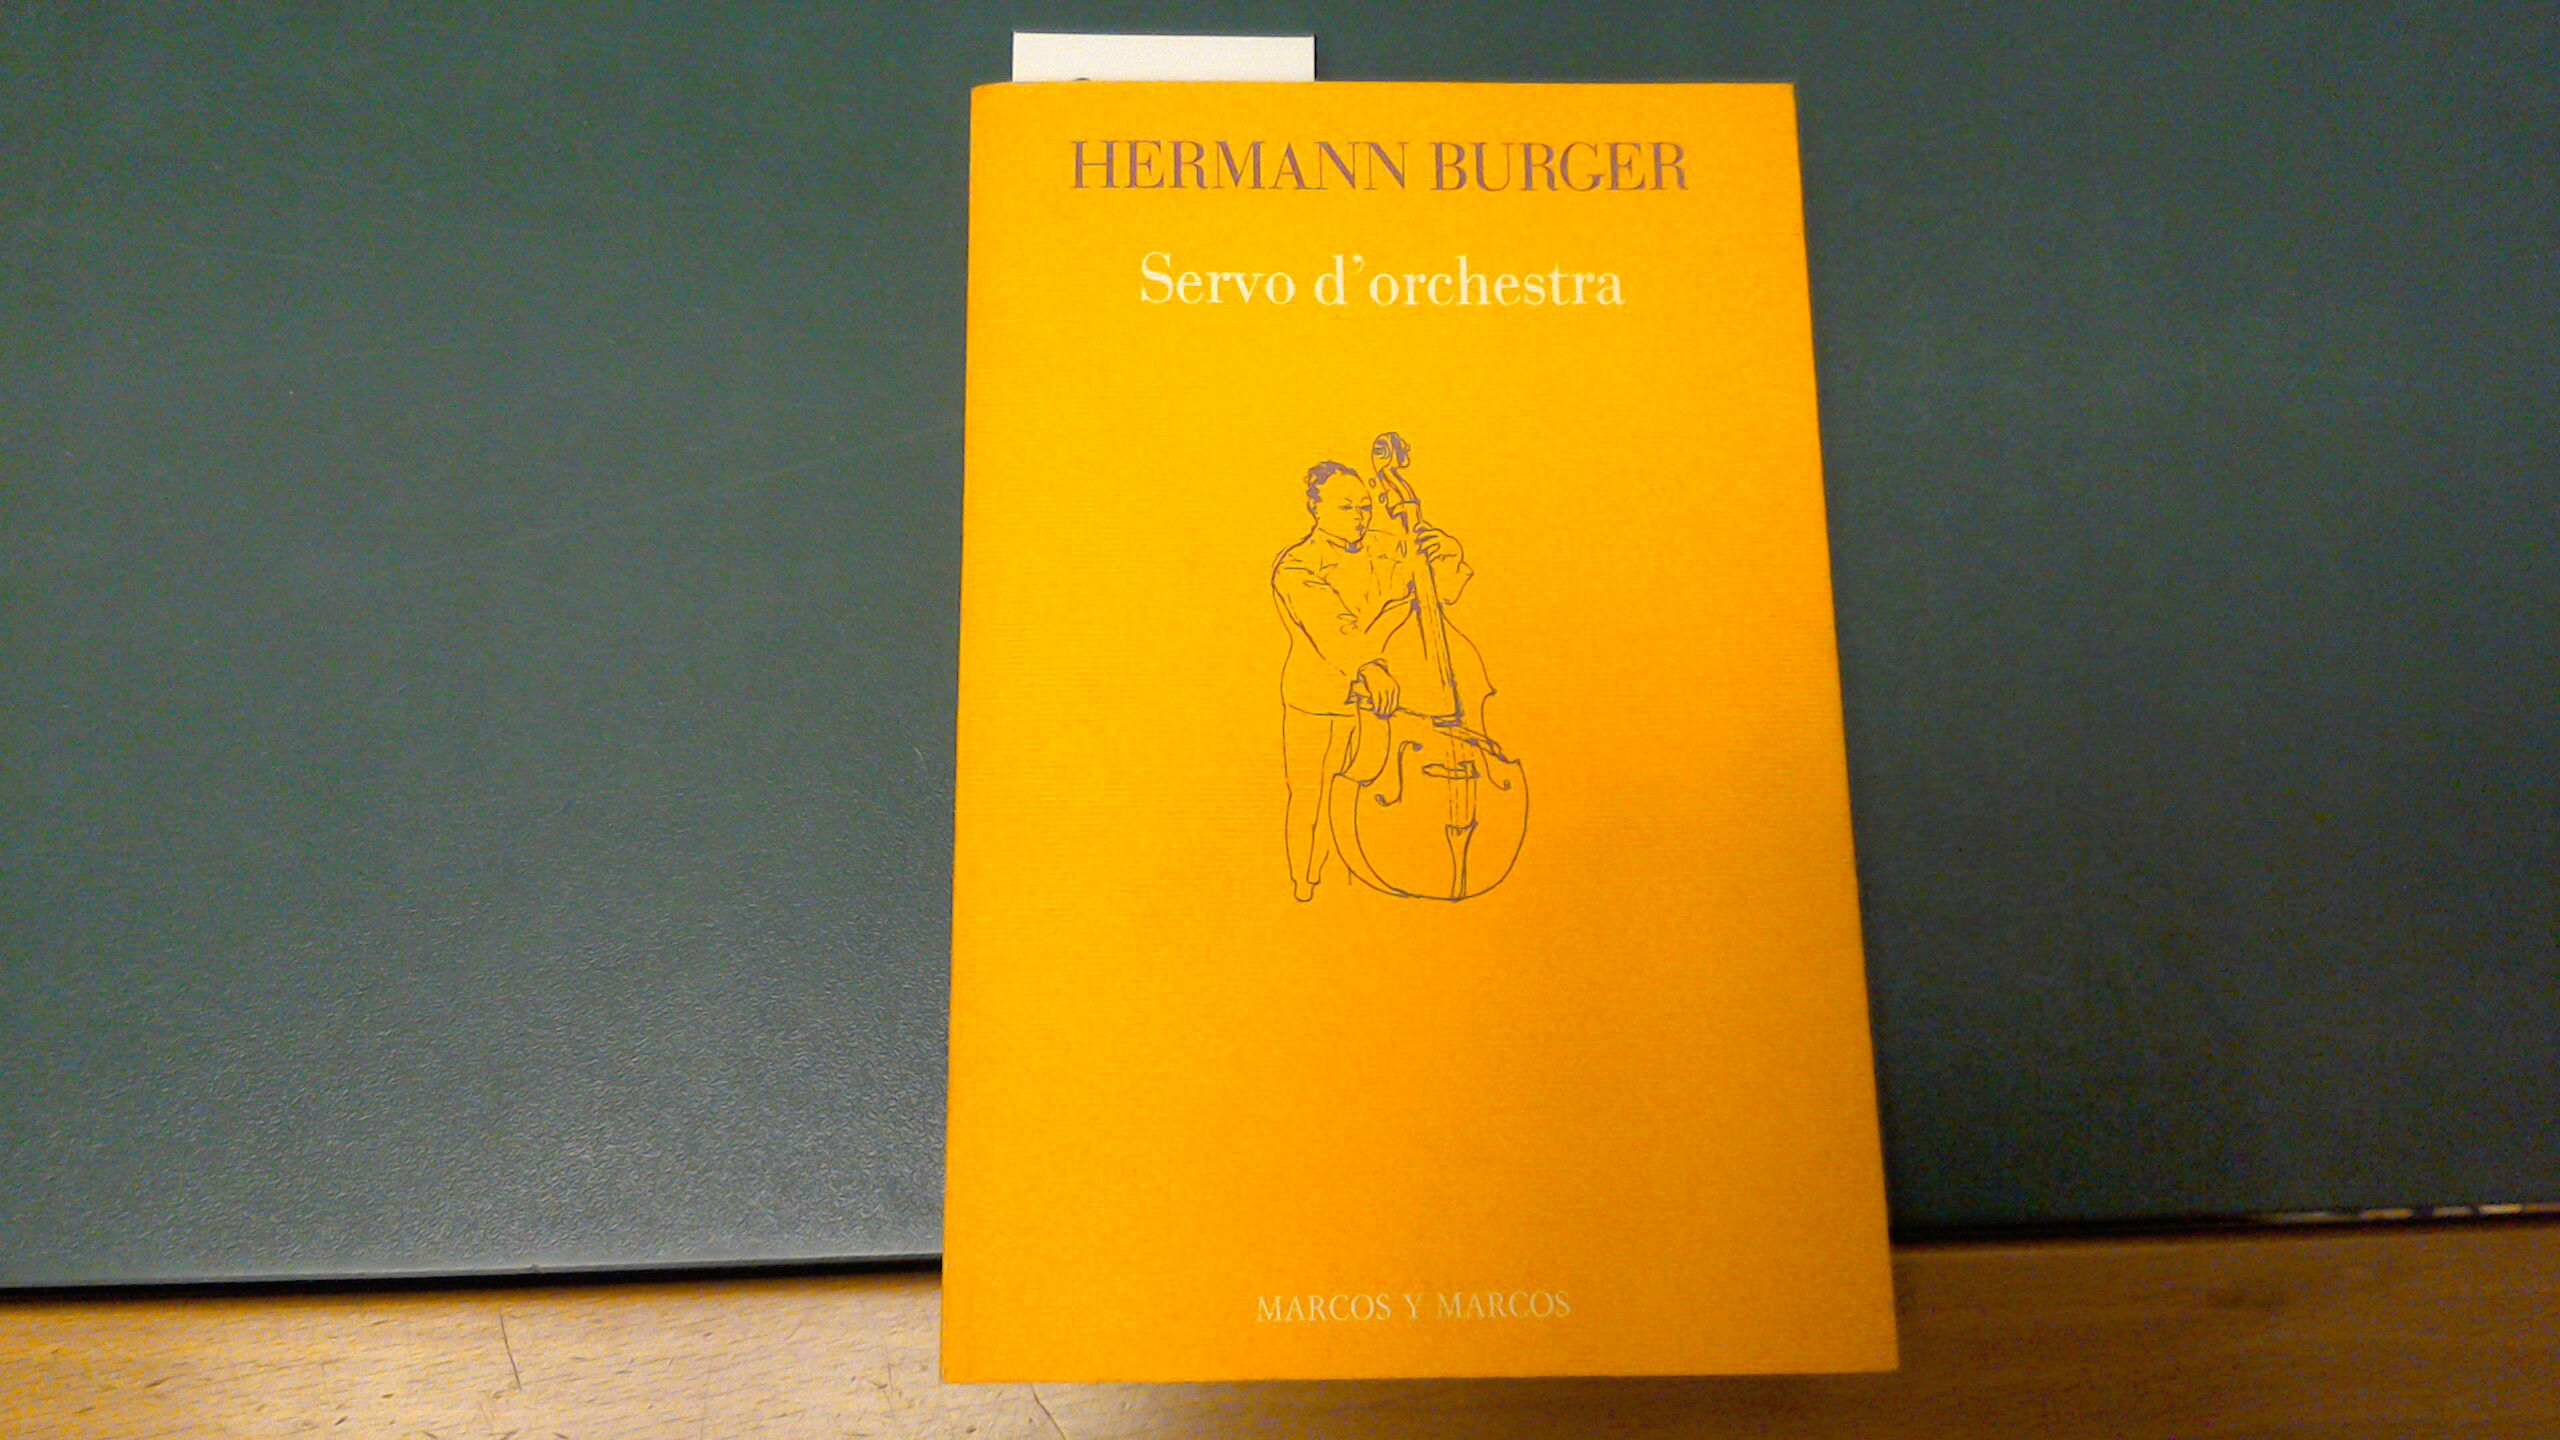 HERMANN BURGER
Servo d'orchestra
MARCOS Y MARCOS